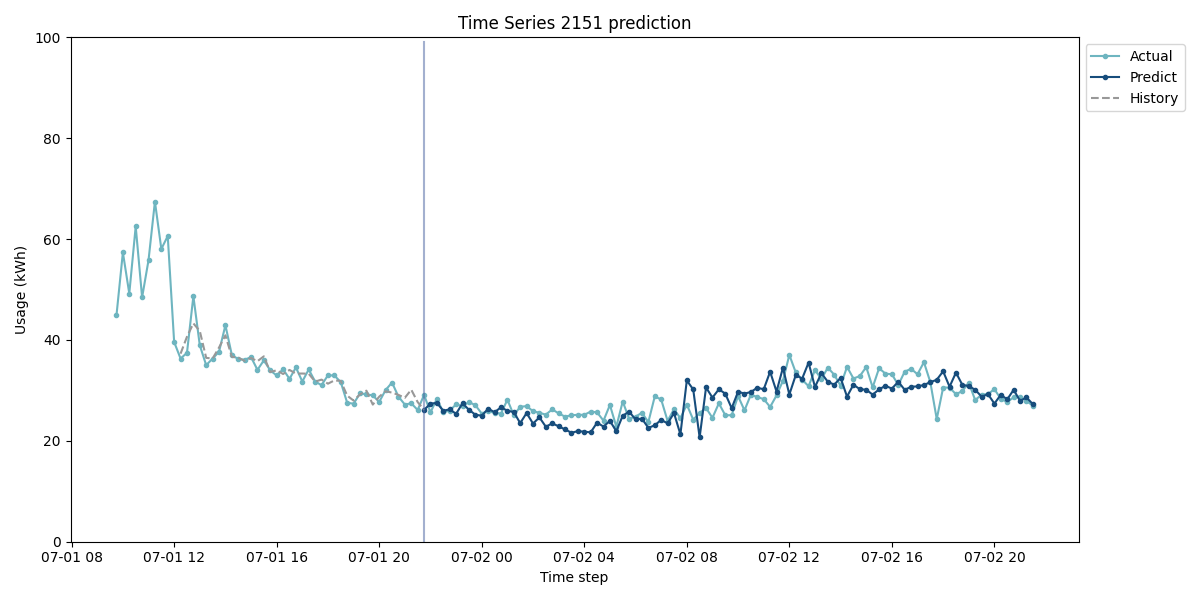 Time Series 2151 prediction
100
80
60
40
20
0
Usage (kWh)
07-01 08
07-01 12
07-01 16
07-01 20
07-02 00
07-02 04
07-02 08
07-02 12
07-02 16
07-02 20
Time step
Actual
Predict
History